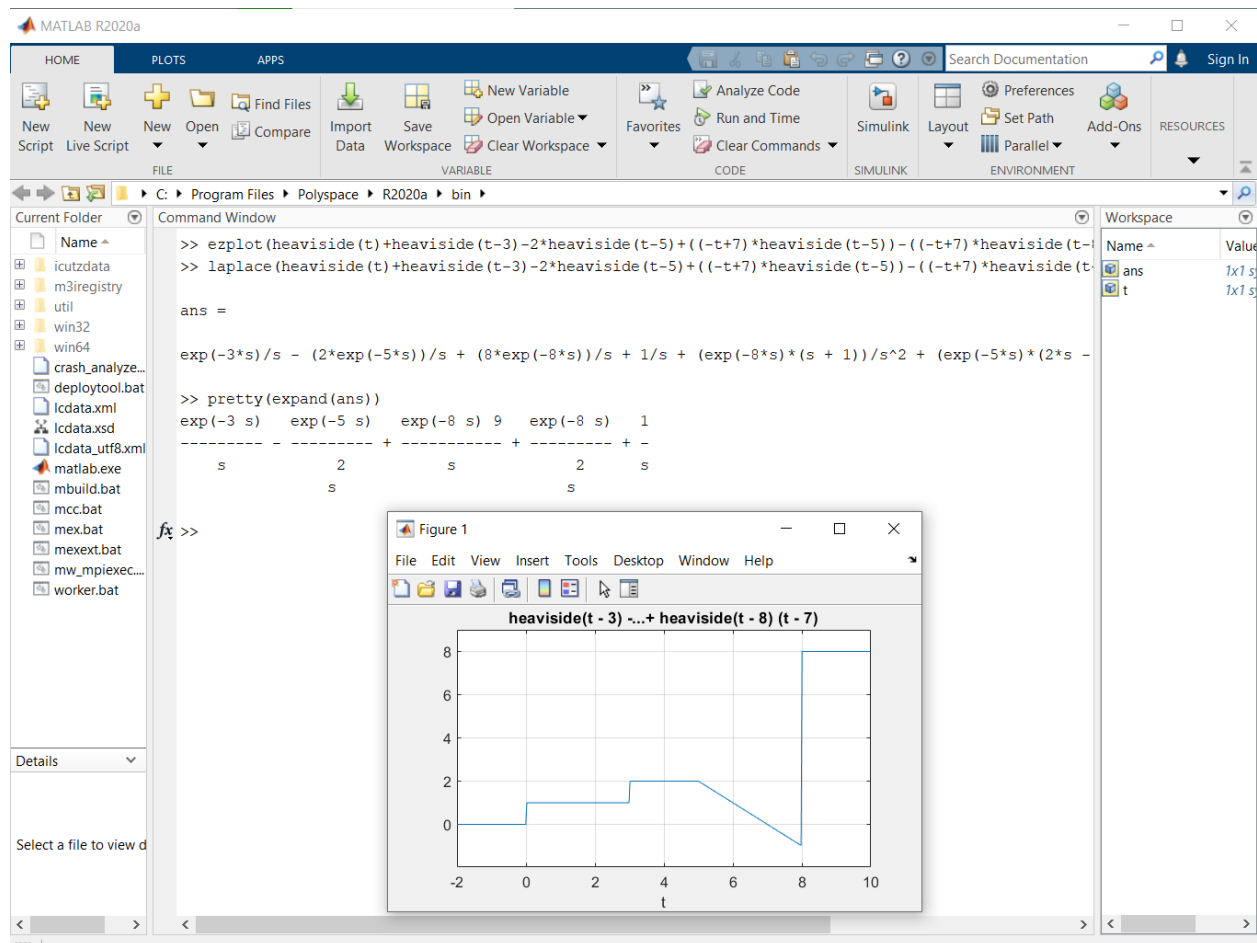 MATLAB R2020a
HOME PLOTS APPS
Search Documentation
Sign In
New Script
New Live Script
New
Open
Find Files
Compare
FILE
Import Data
Save Workspace
New Variable
Open Variable
Clear Workspace
VARIABLE
Favorites
Analyze Code
Run and Time
Clear Commands
CODE
Simulink
SIMULINK
Layout
Preferences
Set Path
Parallel
ENVIRONMENT
Add-Ons
RESOURCES
C: Program Files Polyspace R2020a bin
Current Folder
Name
icutzdata
m3iregistry
util
win32
win64
crash_analyze...
deploytool.bat
lcdata.xml
lcdata.xsd
lcdata_utf8.xml
matlab.exe
mbuild.bat
mcc.bat
mex.bat
mexext.bat
mw_mpiexec....
worker.bat
Details
Select a file to view d
Command Window
>> ezplot(heaviside(t)+heaviside(t-3)-2*heaviside(t-5)+((-t+7)*heaviside(t-5))-((-t+7)*heaviside(t-8
>> laplace(heaviside(t)+heaviside(t-3)-2*heaviside(t-5)+((-t+7)*heaviside(t-5))-((-t+7)*heaviside(t-
ans =
exp(-3*s)/s - (2*exp(-5*s))/s + (8*exp(-8*s))/s + 1/s + (exp(-8*s)*(s + 1))/s^2 + (exp(-5*s)*(2*s -
>> pretty(expand(ans))
exp(-3 s)   exp(-5 s)   exp(-8 s) 9   exp(-8 s)   1
--------- - --------- + ----------- + --------- + -
s 2 s 2 s
s s
fx >>
Figure 1
File Edit View Insert Tools Desktop Window Help
heaviside(t - 3) -...+ heaviside(t - 8) (t - 7)
8
6
4
2
0
-2 0 2 4 6 8 10
t
Workspace
Name Value
ans 1x1 s
t 1x1 s